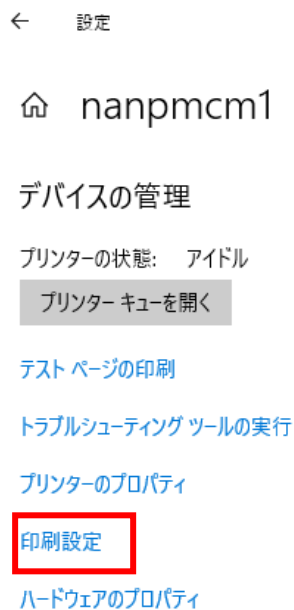 ← 設定
nanpmcm1
デバイスの管理
プリンターの状態: アイドル
プリンター キューを開く
テスト ページの印刷
トラブルシューティング ツールの実行
プリンターのプロパティ
印刷設定
ハードウェアのプロパティ